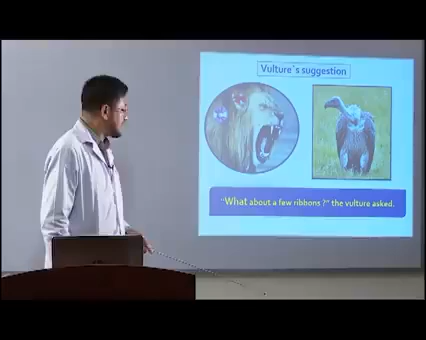 Vulture`s suggestion
"What about a few ribbons ?" the vulture asked.